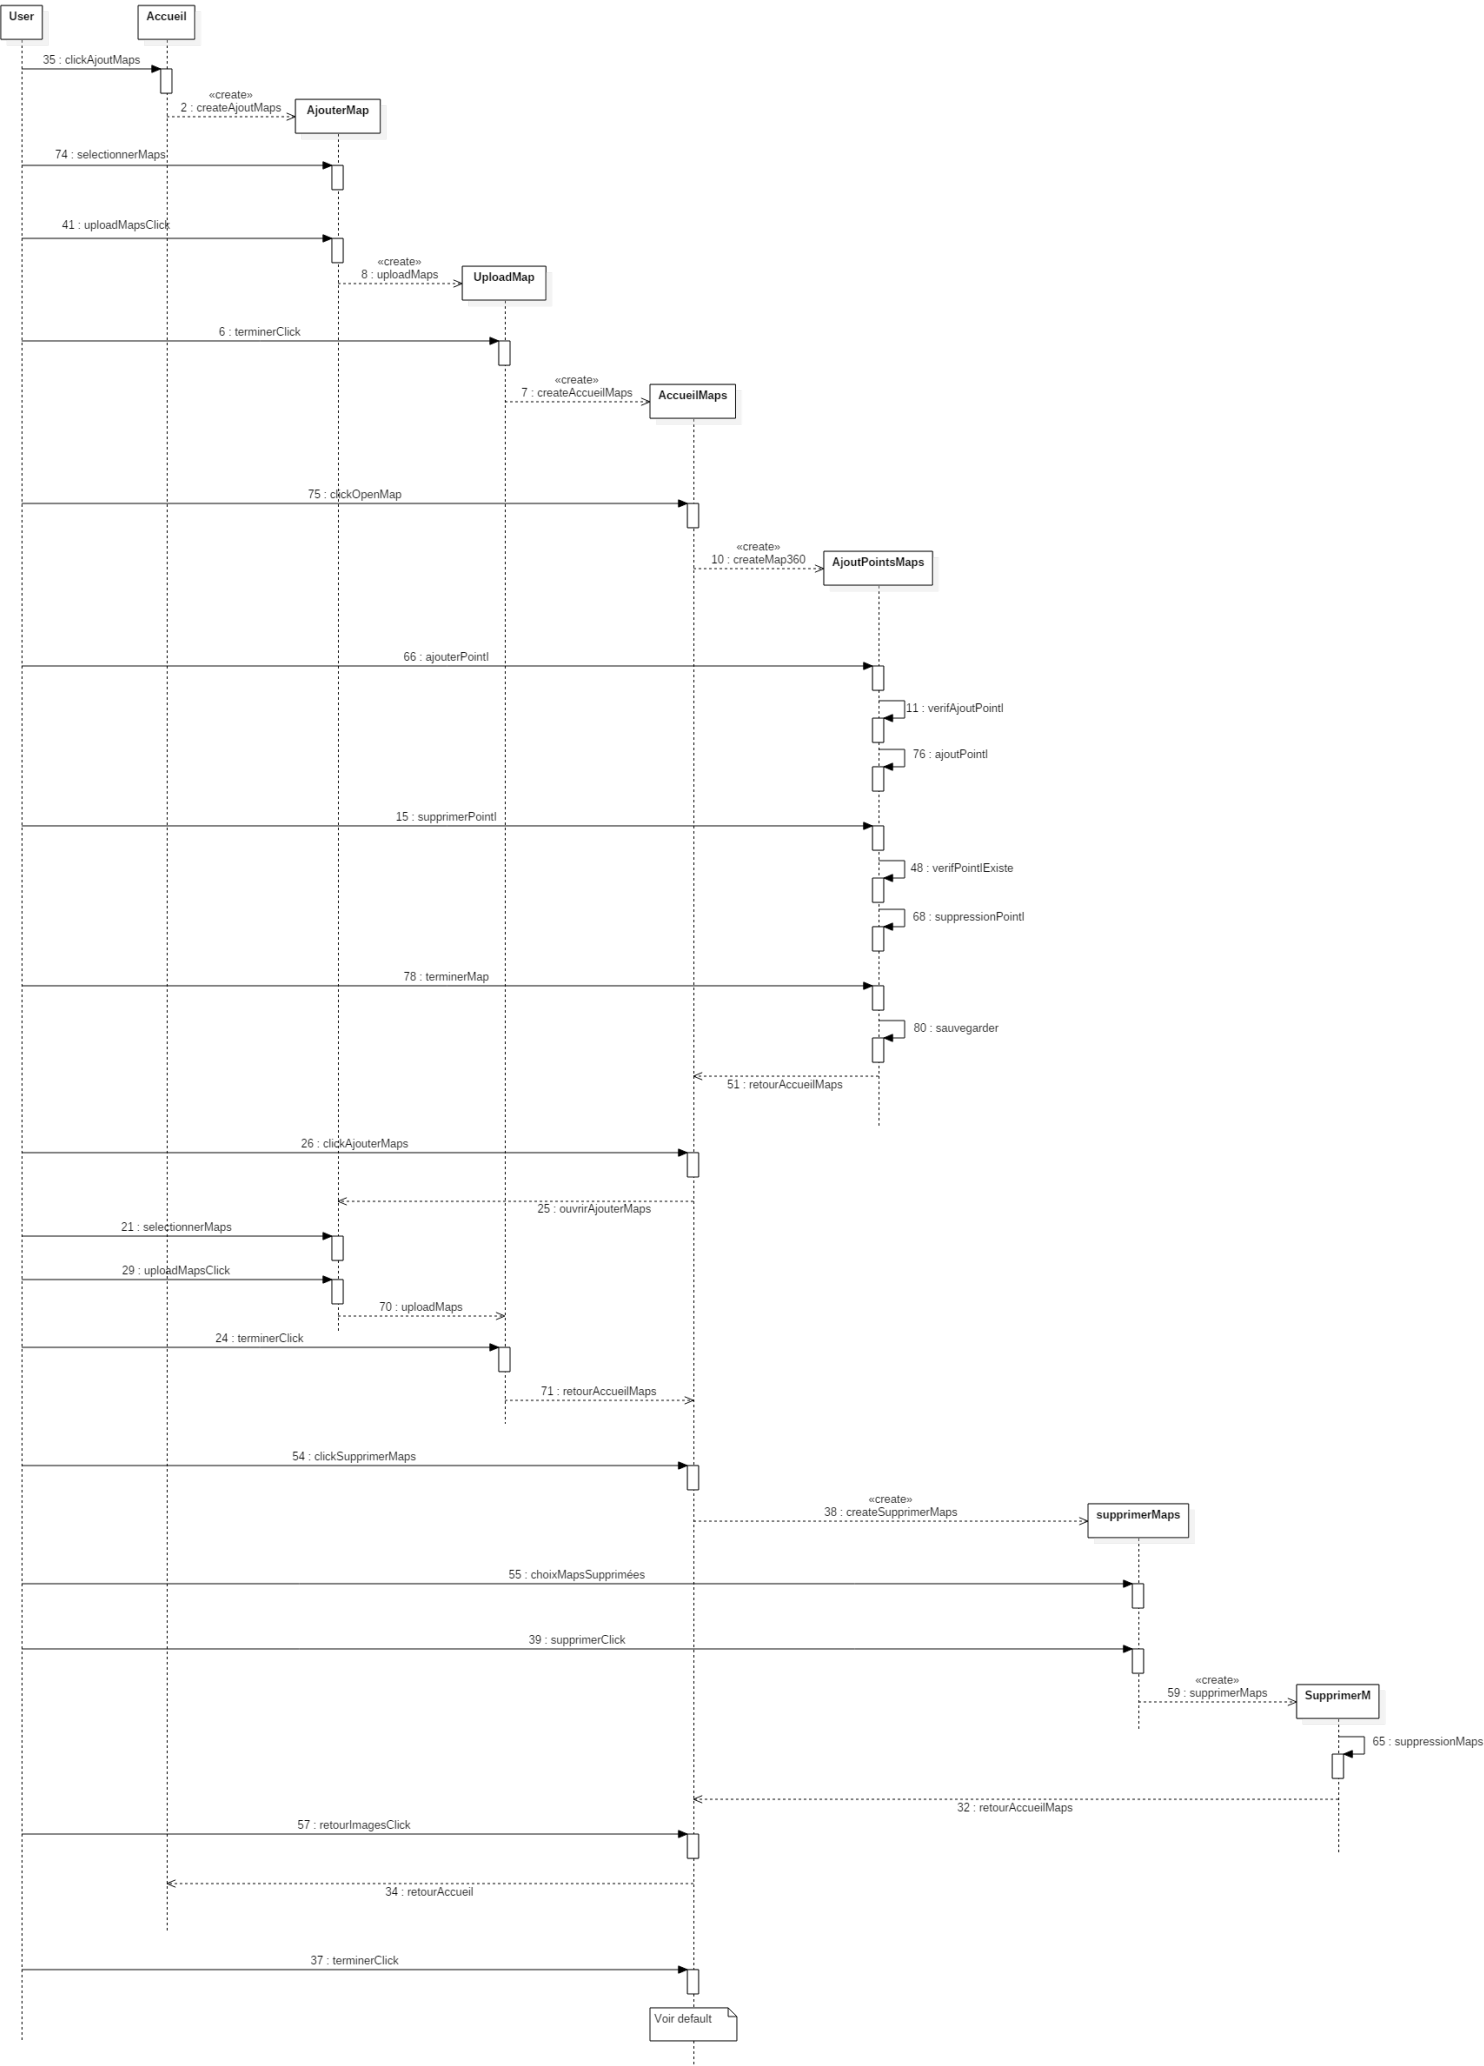 User
Accueil
35 : clickAjoutMaps
«create»
2 : createAjoutMaps
AjouterMap
74 : selectionnerMaps
41 : uploadMapsClick
«create»
8 : uploadMaps
UploadMap
6 : terminerClick
«create»
7 : createAccueilMaps
AccueilMaps
75 : clickOpenMap
«create»
10 : createMap360
AjoutPointsMaps
66 : ajouterPointI
11 : verifAjoutPointI
76 : ajoutPointI
15 : supprimerPointI
48 : verifPointIExiste
68 : suppressionPointI
78 : terminerMap
80 : sauvegarder
51 : retourAccueilMaps
26 : clickAjouterMaps
25 : ouvrirAjouterMaps
21 : selectionnerMaps
29 : uploadMapsClick
70 : uploadMaps
24 : terminerClick
71 : retourAccueilMaps
54 : clickSupprimerMaps
«create»
38 : createSupprimerMaps
supprimerMaps
55 : choixMapsSupprimées
39 : supprimerClick
«create»
59 : supprimerMaps
SupprimerM
65 : suppressionMaps
32 : retourAccueilMaps
57 : retourImagesClick
34 : retourAccueil
37 : terminerClick
Voir default